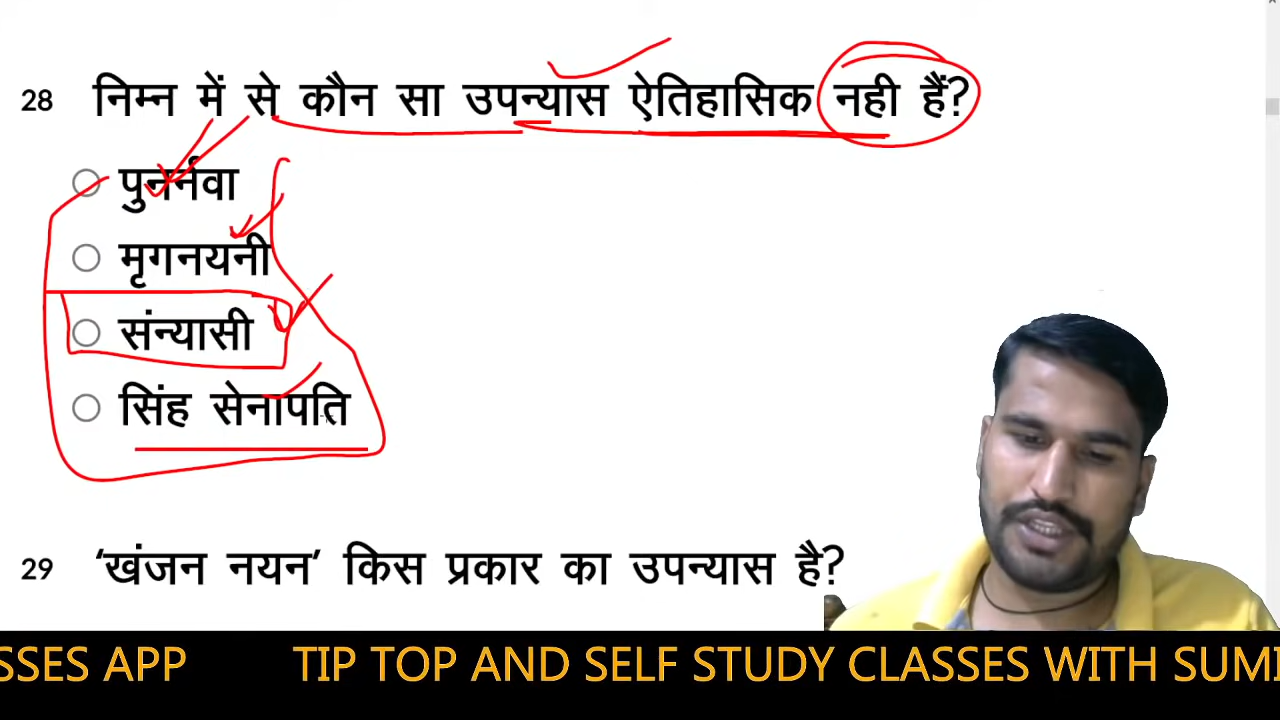 28 निम्न में से कौन सा उपन्यास ऐतिहासिक नही हैं?
पुनर्नवा
मृगनयनी
संन्यासी
सिंह सेनापति
29 ‘खंजन नयन’ किस प्रकार का उपन्यास है?
SSES APP TIP TOP AND SELF STUDY CLASSES WITH SUMI